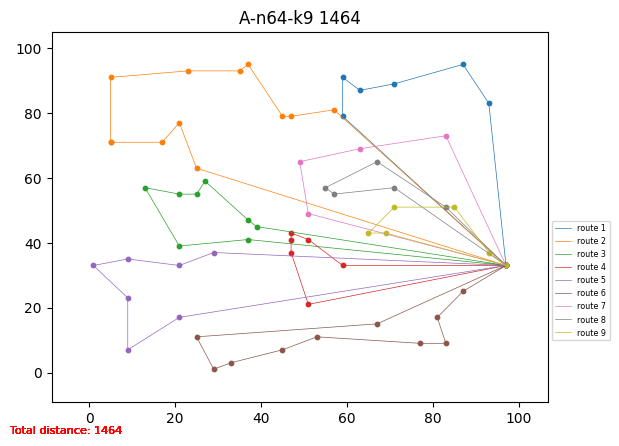 A-n64-k9 1464
100
80
60
40
20
0
0 20 40 60 80 100
route 1
route 2
route 3
route 4
route 5
route 6
route 7
route 8
route 9
Total distance: 1464